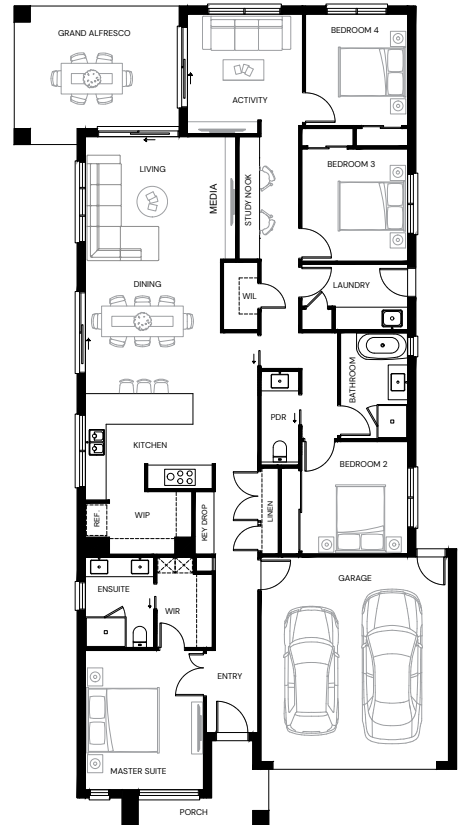 GRAND ALFRESCO
BEDROOM 4
ACTIVITY
LIVING
MEDIA
STUDY NOOK
BEDROOM 3
DINING
WIL
LAUNDRY
BATHROOM
PDR
KITCHEN
BEDROOM 2
REF.
WIP
KEY DROP
LINEN
ENSUITE
WIR
GARAGE
ENTRY
MASTER SUITE
PORCH